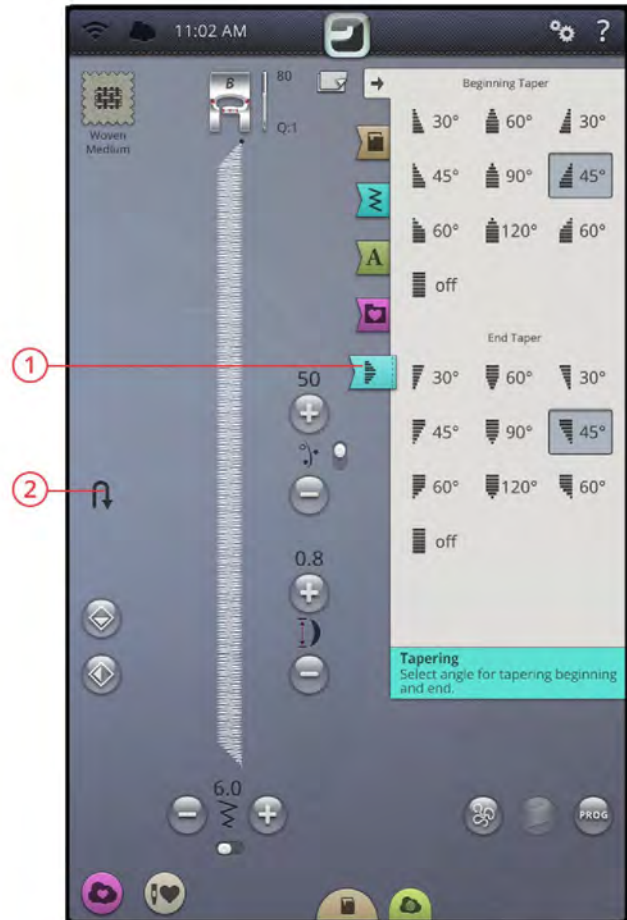 11:02 AM
?
B
80
Q:1
Woven
Medium
Beginning Taper
30° 60° 30°
45° 90° 45°
60° 120° 60°
off
A
End Taper
1
30° 60° 30°
50
45° 90° 45°
2
60° 120° 60°
off
0.8
Tapering
Select angle for tapering beginning
and end.
6.0
PROG